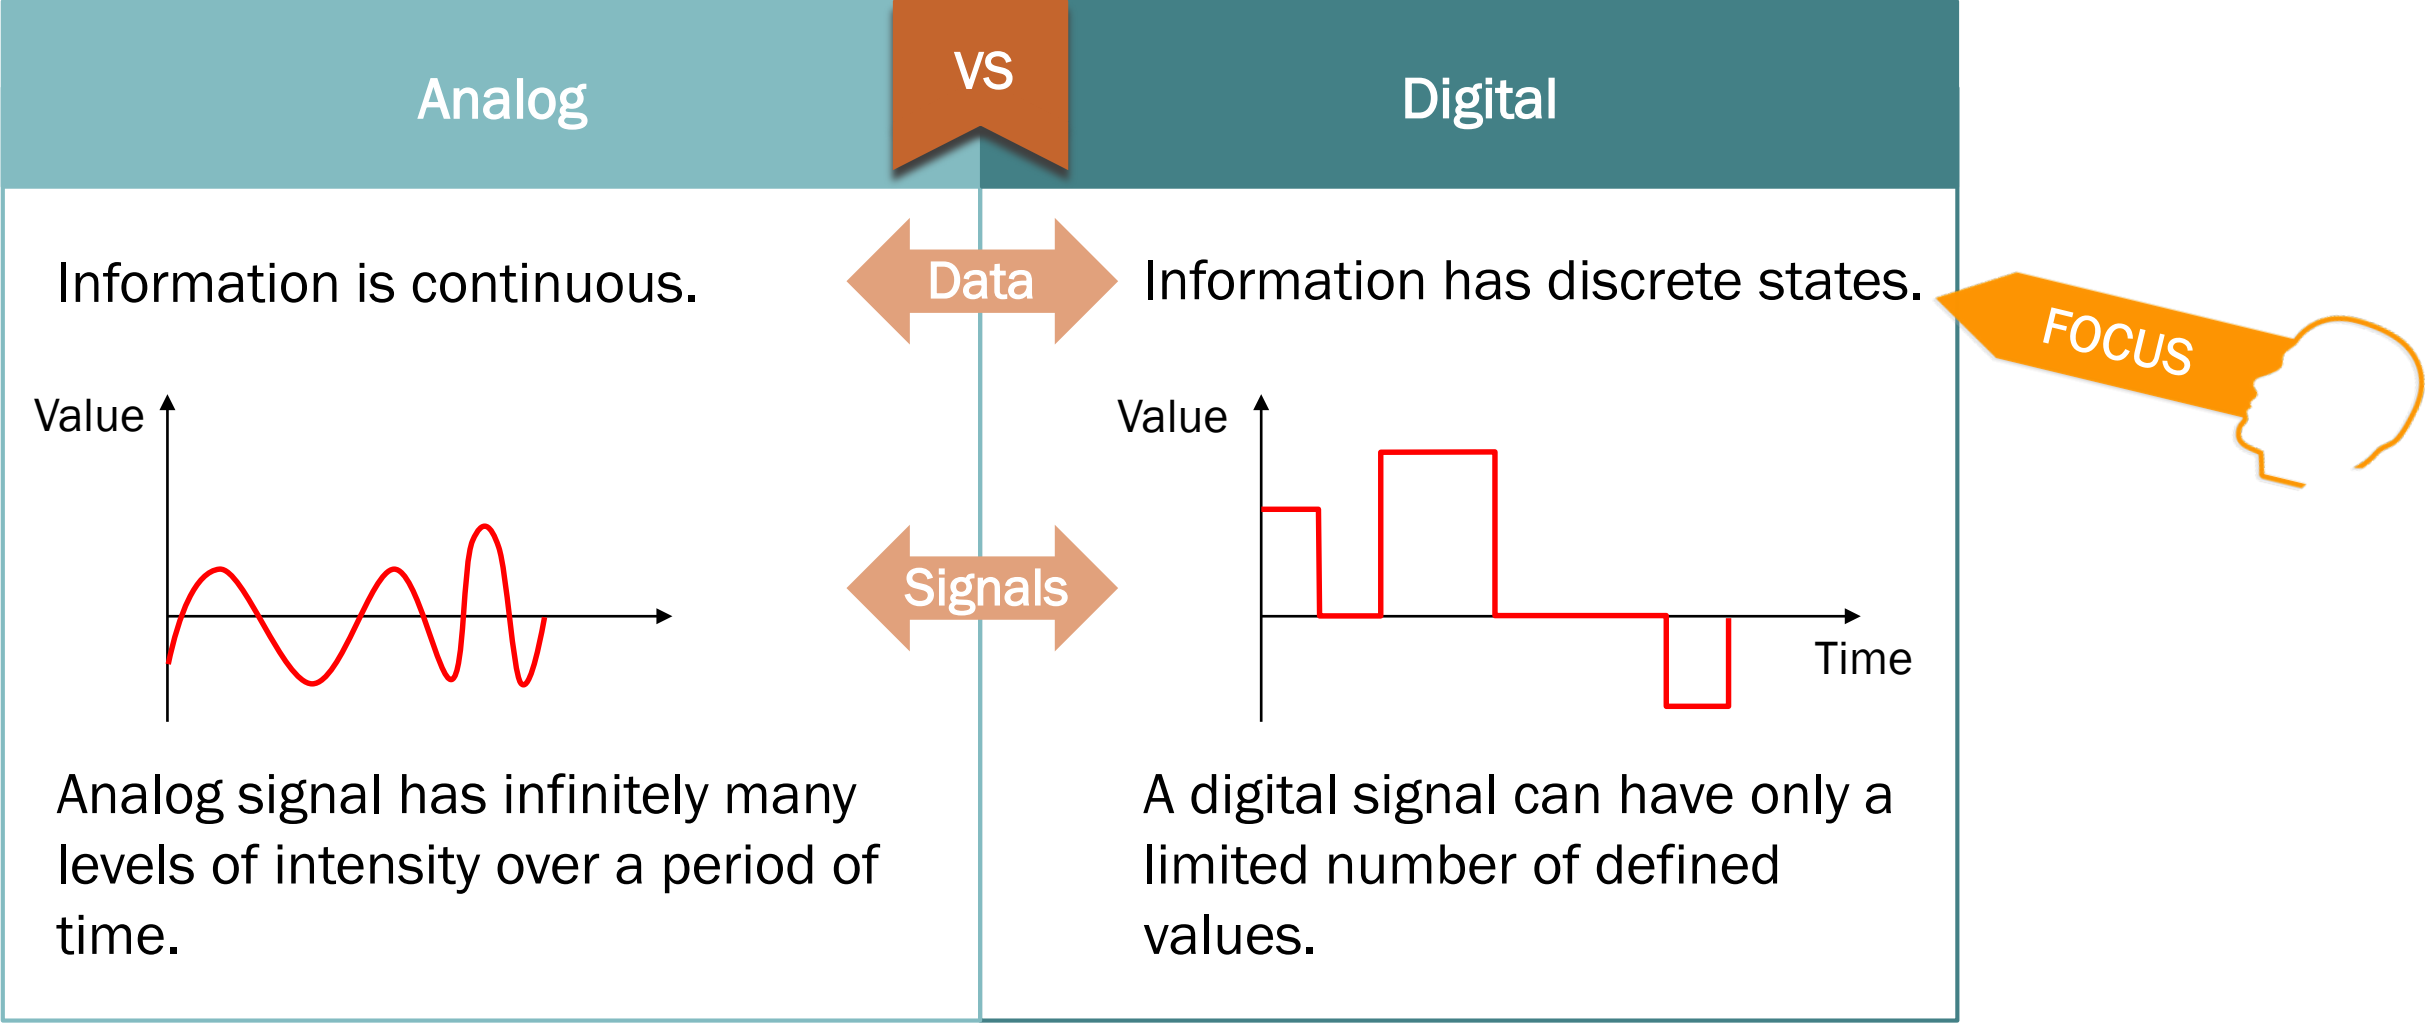 Analog
VS
Digital
Information is continuous.
Data
Information has discrete states.
FOCUS
Value
Value
Signals
Time
Analog signal has infinitely many
levels of intensity over a period of
time.
A digital signal can have only a
limited number of defined
values.